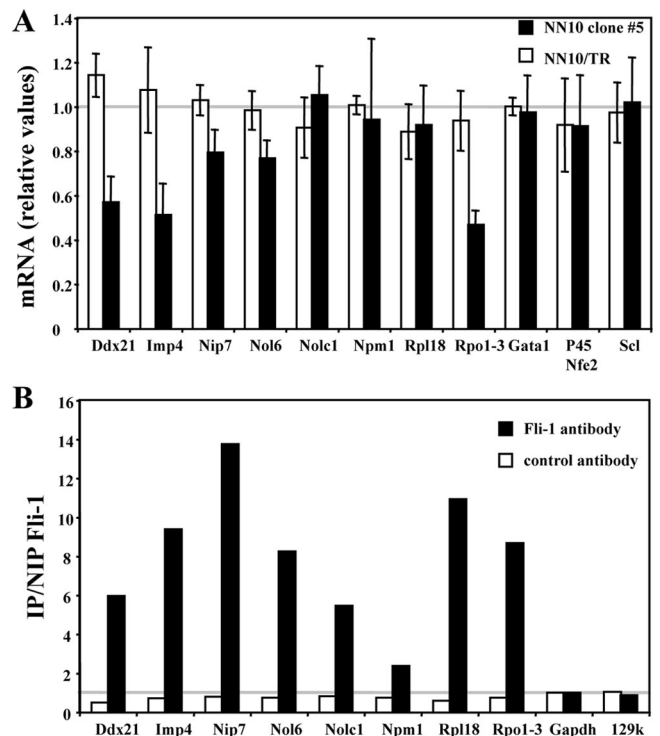 A
NN10 clone #5
NN10/TR
mRNA (relative values)
1.4
1.2
1.0
0.8
0.6
0.4
0.2
0
Ddx21 Imp4 Nip7 Nol6 Nolc1 Npm1 Rpl18 Rpo1-3 Gata1 P45 Scl
Nfe2
B
Fli-1 antibody
control antibody
IP/NIP Fli-1
16
14
12
10
8
6
4
2
0
Ddx21 Imp4 Nip7 Nol6 Nolc1 Npm1 Rpl18 Rpo1-3 Gapdh 129k